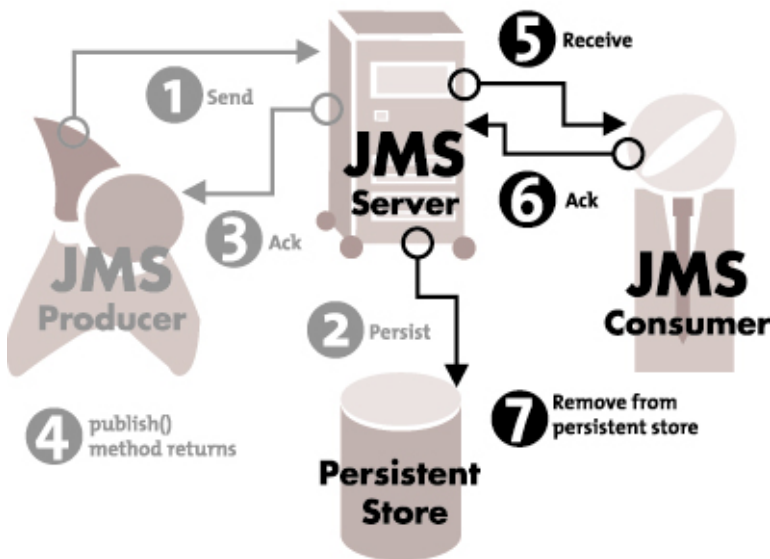 5 Receive
1 Send
JMS
Server
6 Ack
3 Ack
JMS
Producer
JMS
Consumer
2 Persist
4 publish()
method returns
7 Remove from
persistent store
Persistent
Store